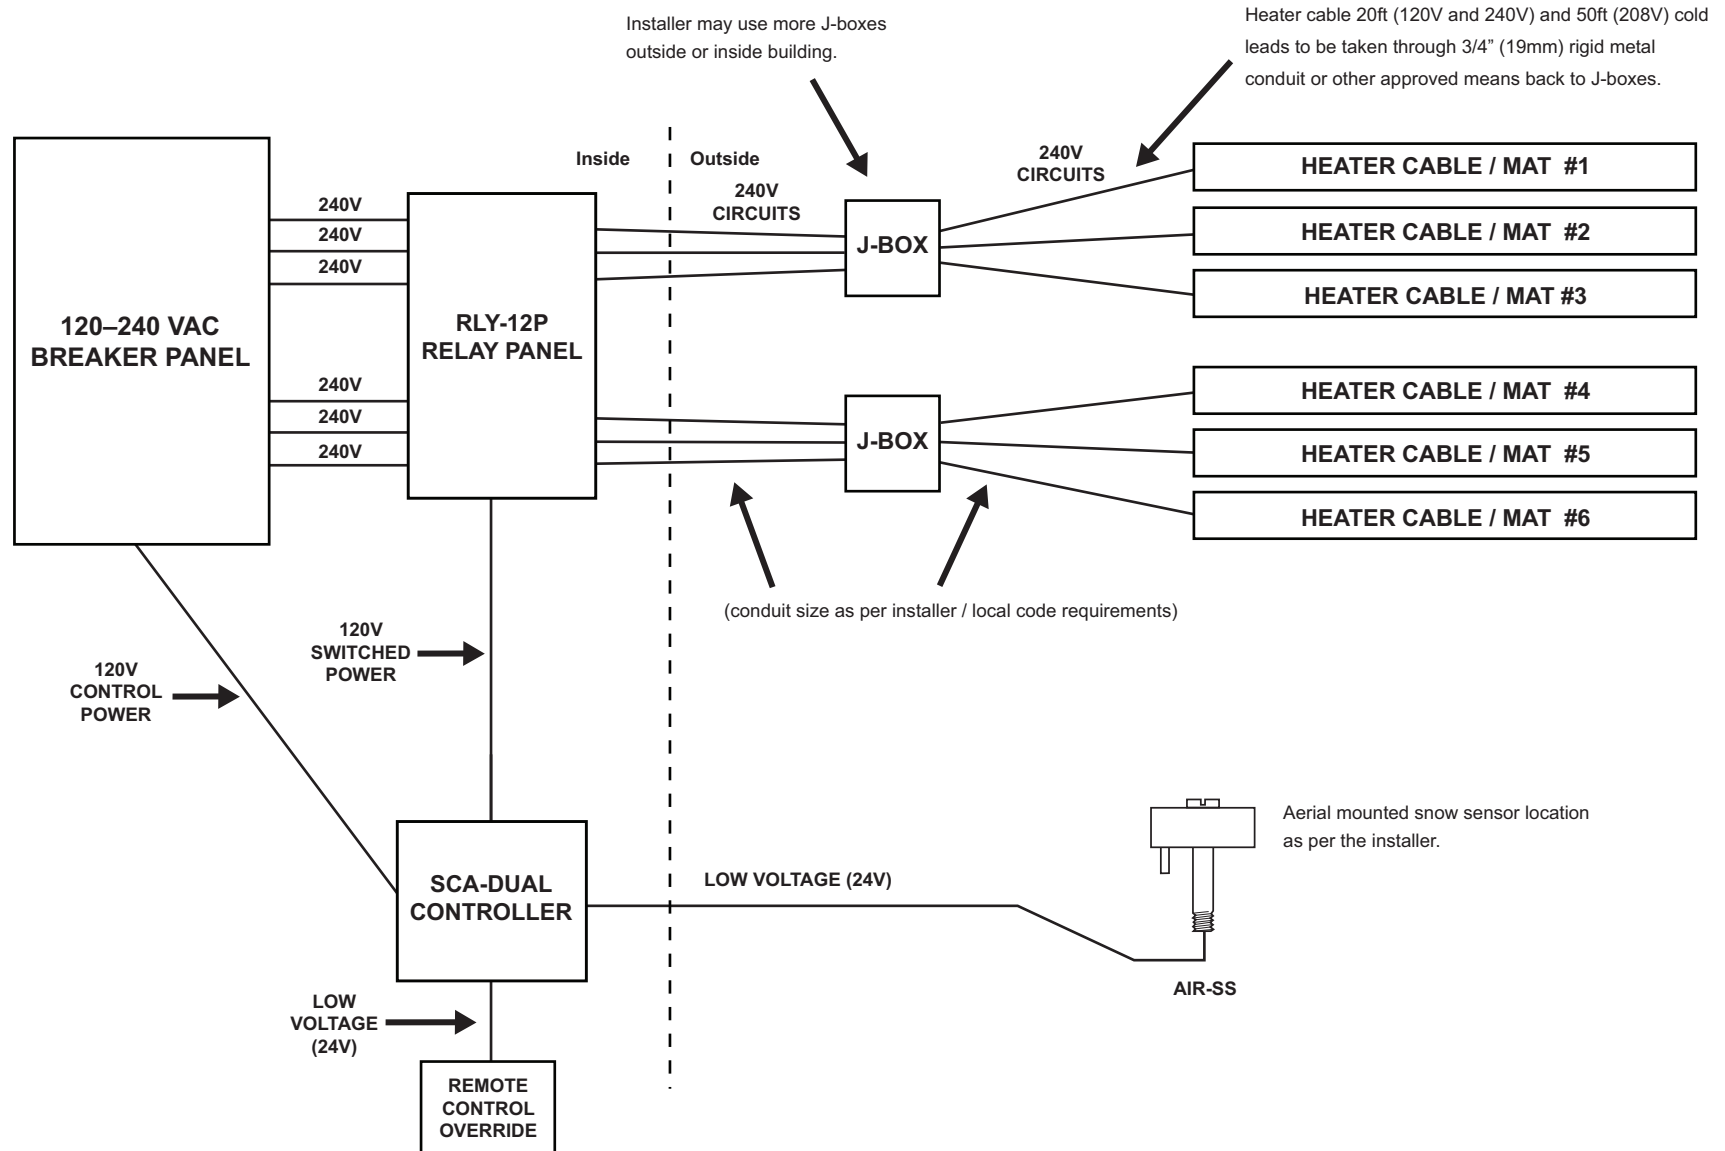 Installer may use more J-boxes
outside or inside building.
Heater cable 20ft (120V and 240V) and 50ft (208V) cold
leads to be taken through 3/4” (19mm) rigid metal
conduit or other approved means back to J-boxes.
Inside
Outside
240V
CIRCUITS
240V
CIRCUITS
120–240 VAC
BREAKER PANEL
240V
240V
240V
240V
240V
240V
RLY-12P
RELAY PANEL
J-BOX
J-BOX
HEATER CABLE / MAT #1
HEATER CABLE / MAT #2
HEATER CABLE / MAT #3
HEATER CABLE / MAT #4
HEATER CABLE / MAT #5
HEATER CABLE / MAT #6
(conduit size as per installer / local code requirements)
120V
SWITCHED
POWER
120V
CONTROL
POWER
SCA-DUAL
CONTROLLER
LOW VOLTAGE (24V)
Aerial mounted snow sensor location
as per the installer.
AIR-SS
LOW
VOLTAGE
(24V)
REMOTE
CONTROL
OVERRIDE